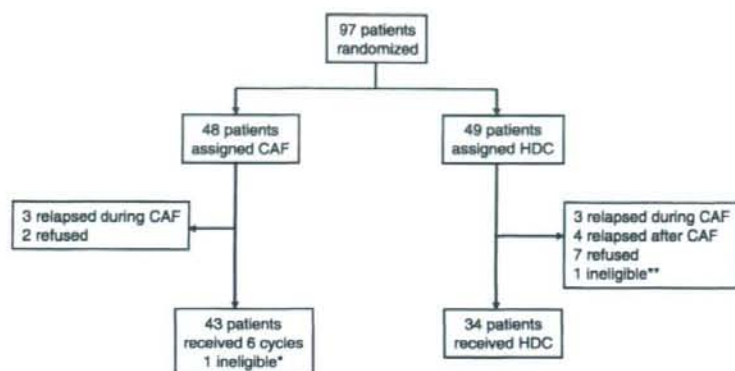 97 patients
randomized
48 patients
assigned CAF
49 patients
assigned HDC
3 relapsed during CAF
2 refused
3 relapsed during CAF
4 relapsed after CAF
7 refused
1 ineligible**
43 patients
received 6 cycles
1 ineligible*
34 patients
received HDC